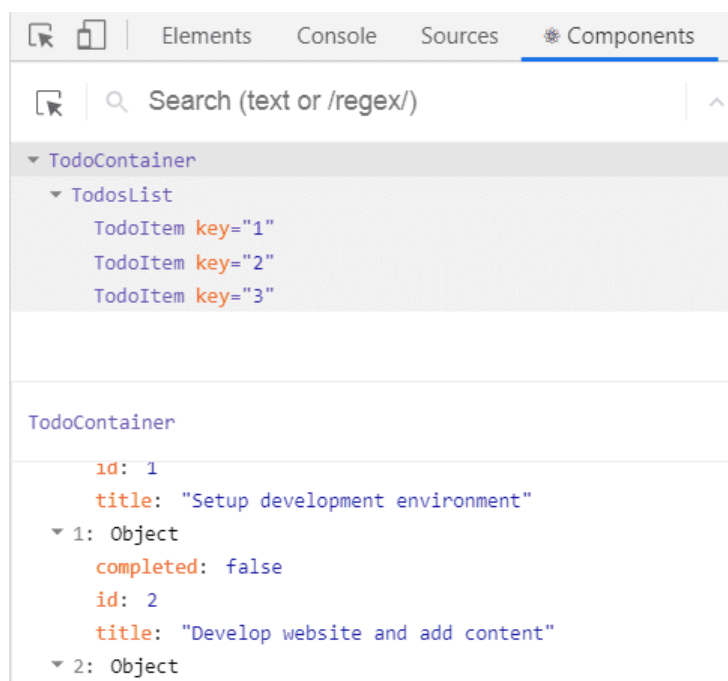 Elements Console Sources Components
Search (text or /regex/)
TodoContainer
TodosList
TodoItem key="1"
TodoItem key="2"
TodoItem key="3"
TodoContainer
id: 1
title: "Setup development environment"
1: Object
completed: false
id: 2
title: "Develop website and add content"
2: Object